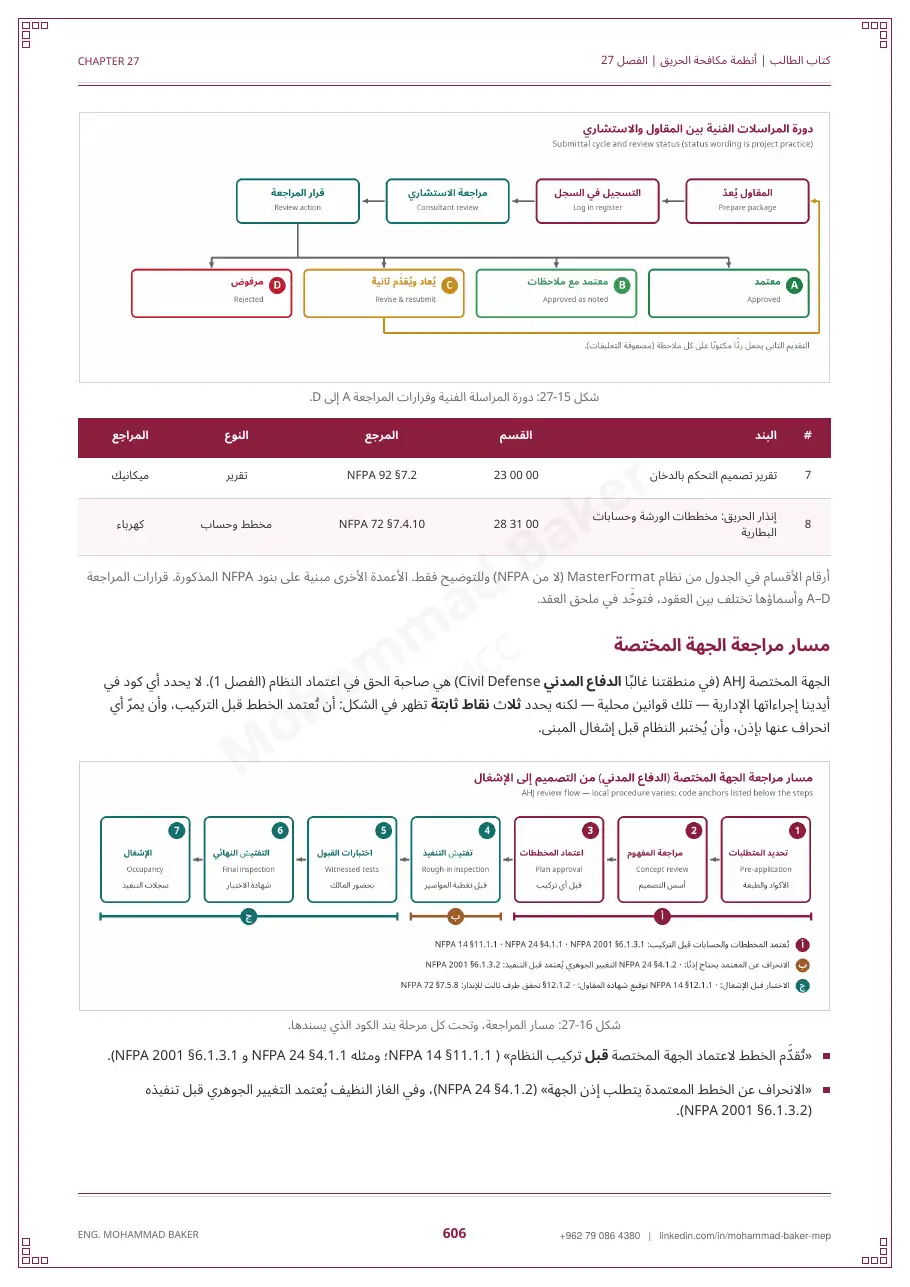 كتاب الطالب | أنظمة مكافحة الحريق | الفصل 27
CHAPTER 27
دورة المراسلات الفنية بين المقاول والاستشاري
Submittal cycle and review status (status wording is project practice)
المقاول يُعدّ
Prepare package
التسجيل في السجل
Log in register
مراجعة الاستشاري
Consultant review
قرار المراجعة
Review action
A معتمد
Approved
B معتمد مع ملاحظات
Approved as noted
C يُعاد ويُقدَّم ثانية
Revise & resubmit
D مرفوض
Rejected
التقديم الثاني يحمل ردًّا مكتوبًا على كل ملاحظة (مصفوفة التعليقات).
شكل 15-27: دورة المراسلة الفنية وقرارات المراجعة A إلى D.
# البند القسم المرجع النوع المراجع
7 تقرير تصميم التحكم بالدخان 23 00 00 NFPA 92 §7.2 تقرير ميكانيك
8 إنذار الحريق: مخططات الورشة وحسابات البطارية 28 31 00 NFPA 72 §7.4.10 مخطط وحساب كهرباء
أرقام الأقسام في الجدول من نظام MasterFormat (لا من NFPA) وللتوضيح فقط. الأعمدة الأخرى مبنية على بنود NFPA المذكورة. قرارات المراجعة
A–D وأسماؤها تختلف بين العقود، فتوحَّد في ملحق العقد.
مسار مراجعة الجهة المختصة
الجهة المختصة AHJ (في منطقتنا غالبًا الدفاع المدني Civil Defense) هي صاحبة الحق في اعتماد النظام (الفصل 1). لا يحدد أي كود في
أيدينا إجراءاتها الإدارية — تلك قوانين محلية — لكنه يحدد ثلاث نقاط ثابتة تظهر في الشكل: أن تُعتمد الخطط قبل التركيب، وأن يمرّ أي
انحراف عنها بإذن، وأن يُختبر النظام قبل إشغال المبنى.
مسار مراجعة الجهة المختصة (الدفاع المدني) من التصميم إلى الإشغال
AHJ review flow — local procedure varies; code anchors listed below the steps
1
تحديد المتطلبات
Pre-application
الأكواد والطبعة
2
مراجعة المفهوم
Concept review
أسس التصميم
3
اعتماد المخططات
Plan approval
قبل أي تركيب
4
تفتيش التنفيذ
Rough-in inspection
قبل تغطية المواسير
5
اختبارات القبول
Witnessed tests
بحضور المالك
6
التفتيش النهائي
Final inspection
شهادة الاختبار
7
الإشغال
Occupancy
سجلات التنفيذ
أ
ب
ج
أ تُعتمد المخططات والحسابات قبل التركيب: NFPA 14 §11.1.1 · NFPA 24 §4.1.1 · NFPA 2001 §6.1.3.1
ب الانحراف عن المعتمد يحتاج إذنًا: · NFPA 24 §4.1.2 التغيير الجوهري يُعتمد قبل التنفيذ: NFPA 2001 §6.1.3.2
ج الاختبار قبل الإشغال: · NFPA 14 §12.1.1 توقيع شهادة المقاول: · §12.1.2 تحقق طرف ثالث للإنذار: NFPA 72 §7.5.8
شكل 16-27: مسار المراجعة، وتحت كل مرحلة بند الكود الذي يسندها.
▪ «تُقدَّم الخطط لاعتماد الجهة المختصة قبل تركيب النظام» ( NFPA 14 §11.1.1؛ ومثله NFPA 24 §4.1.1 و NFPA 2001 §6.1.3.1).
▪ «الانحراف عن الخطط المعتمدة يتطلب إذن الجهة» (NFPA 24 §4.1.2)، وفي الغاز النظيف يُعتمد التغيير الجوهري قبل تنفيذه
(NFPA 2001 §6.1.3.2).
Mohammad Baker
ENG. MOHAMMAD BAKER
606
+962 79 086 4380 | linkedin.com/in/mohammad-baker-mep